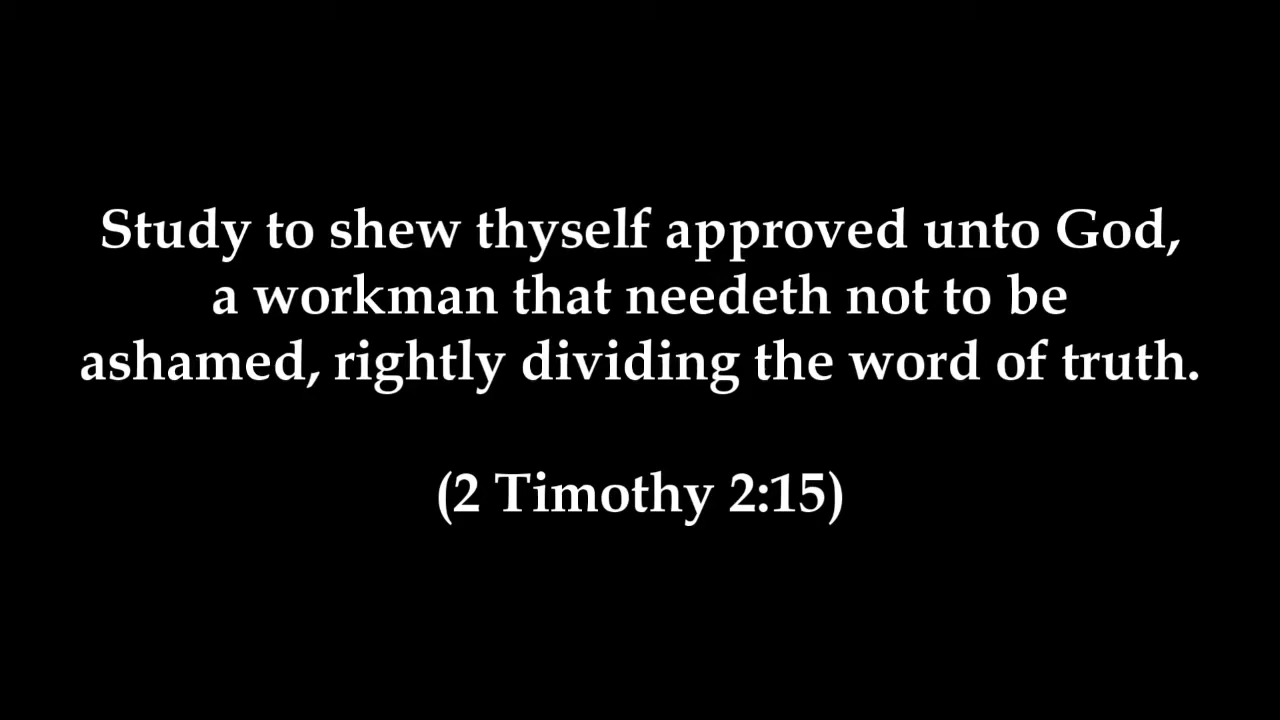 Study to shew thyself approved unto God,
a workman that needeth not to be
ashamed, rightly dividing the word of truth.
(2 Timothy 2:15)